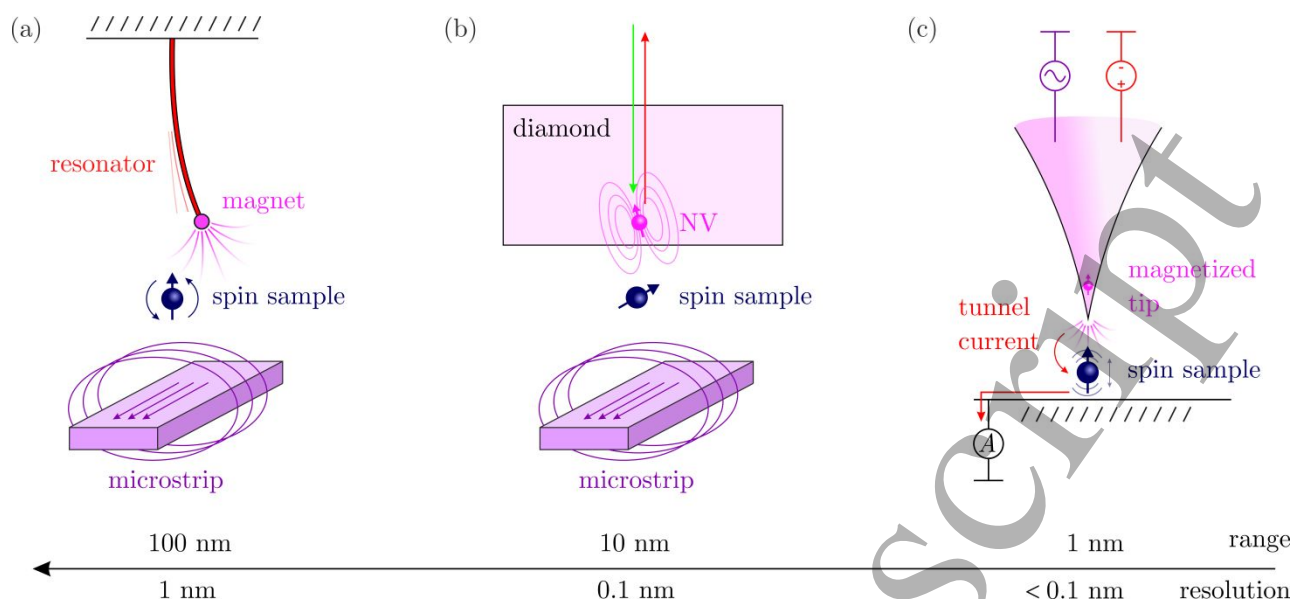 (a)
resonator
magnet
spin sample
microstrip
(b)
diamond
NV
spin sample
microstrip
(c)
-
+
magnetized
tip
tunnel
current
spin sample
A
100 nm
10 nm
1 nm
range
1 nm
0.1 nm
< 0.1 nm
resolution
script